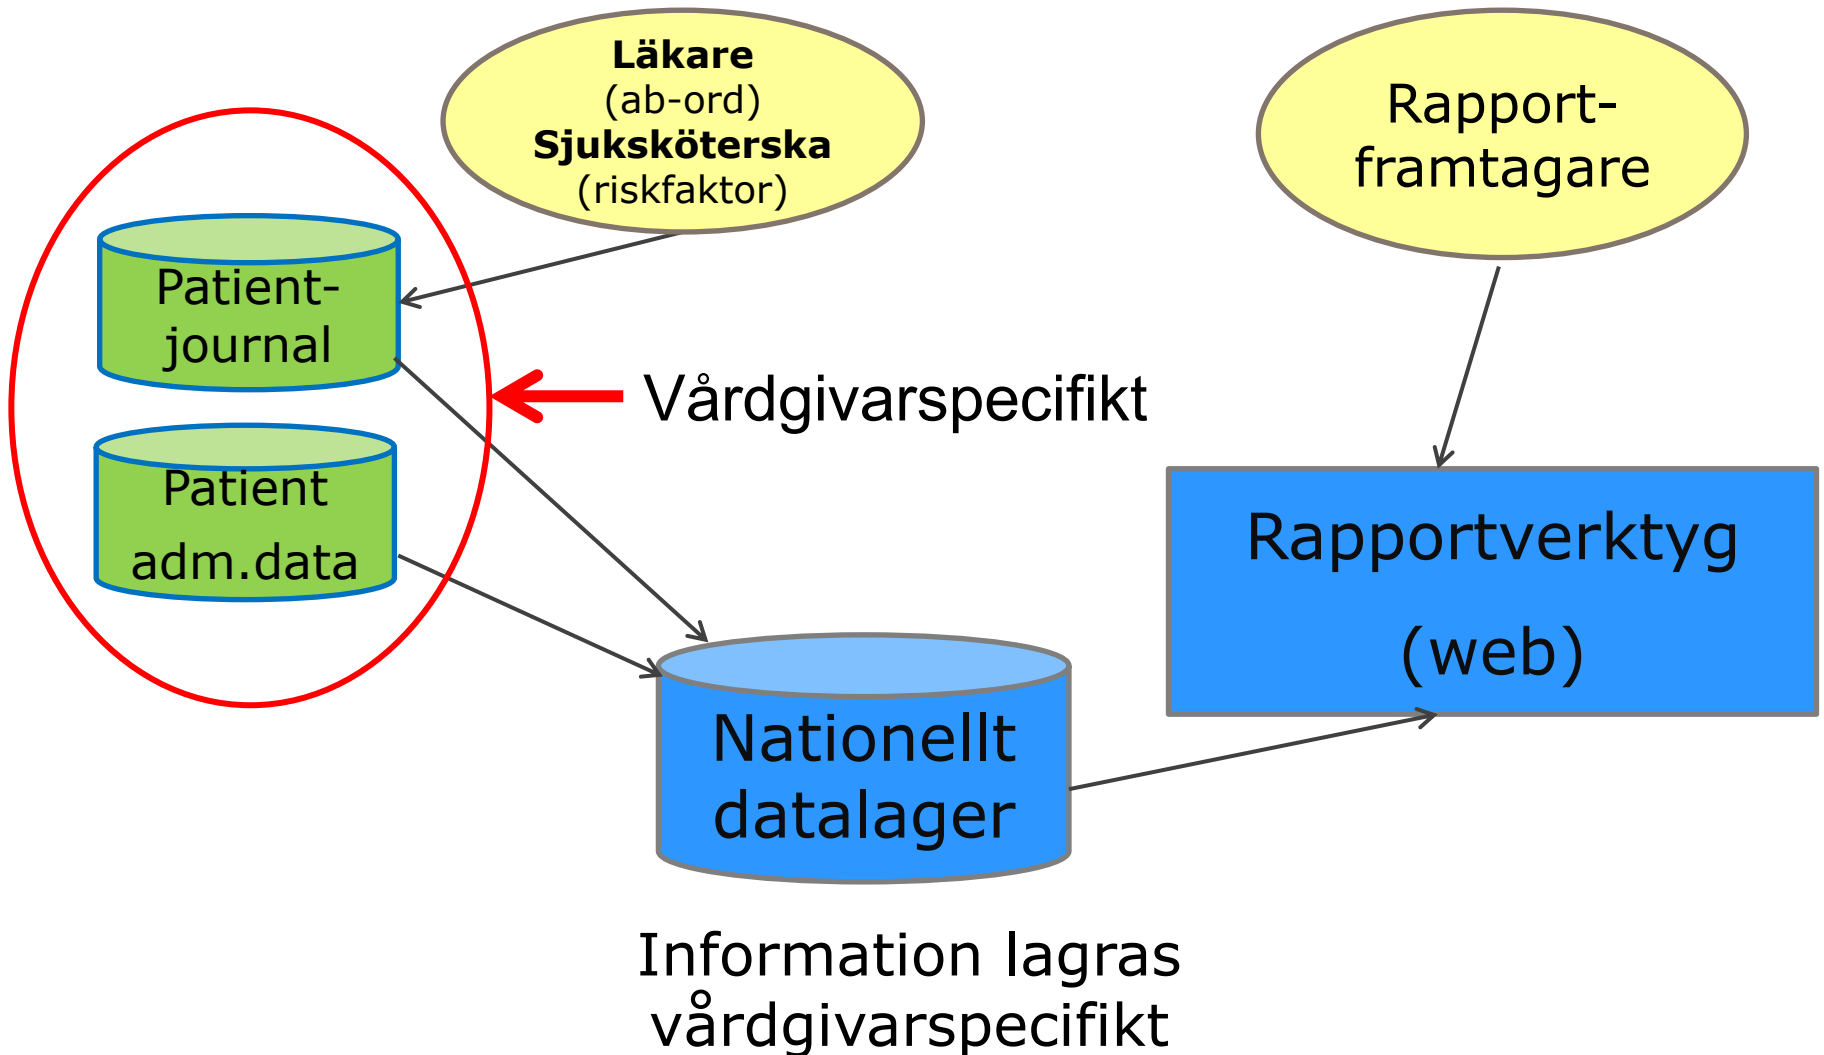 Läkare
(ab-ord)
Sjuksköterska
(riskfaktor)
Rapport-
framtagare
Patient-
journal
Vårdgivarspecifikt
Patient
adm.data
Rapportverktyg
(web)
Nationellt
datalager
Information lagras
vårdgivarspecifikt